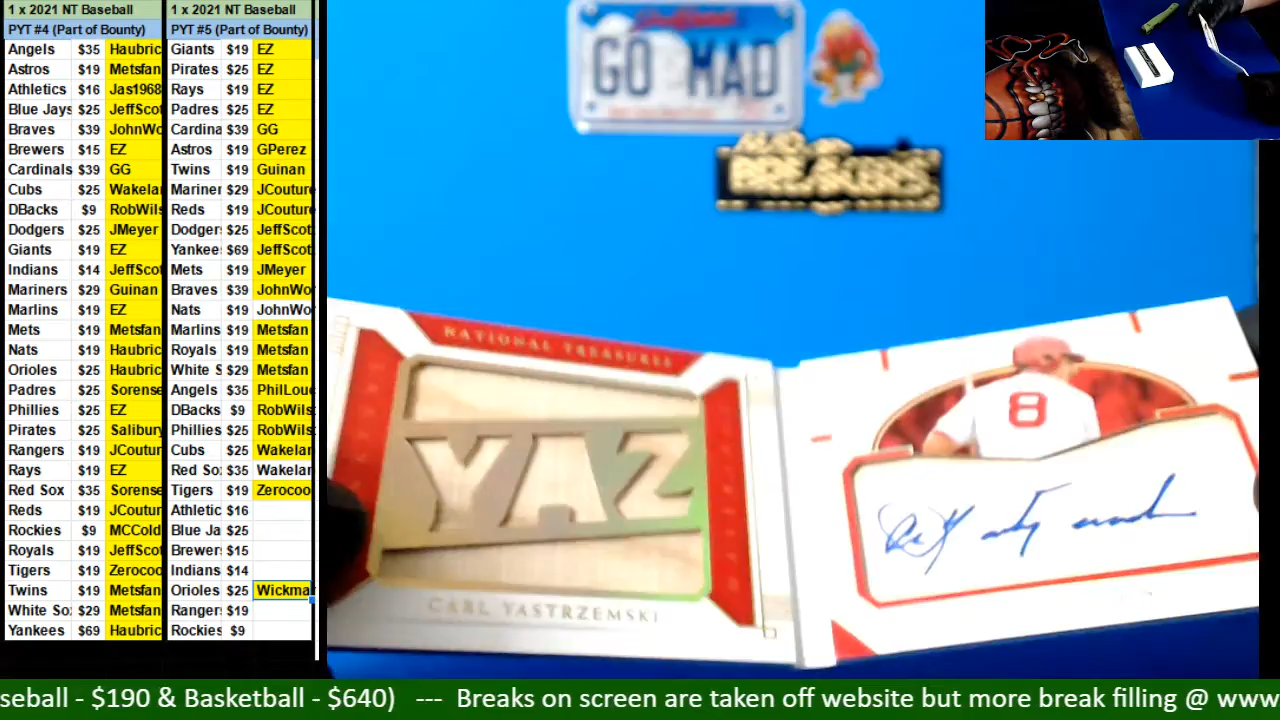 1 x 2021 NT Baseball
PYT #4 (Part of Bounty)
Angels $35 Haubric
Astros $19 Metsfan
Athletics $16 Jas1968
Blue Jays $25 JeffScot
Braves $39 JohnWo
Brewers $15 EZ
Cardinals $39 GG
Cubs $25 Wakelar
DBacks $9 RobWils
Dodgers $25 JMeyer
Giants $19 EZ
Indians $14 JeffScot
Mariners $29 Guinan
Marlins $19 EZ
Mets $19 Metsfan
Nats $19 Haubric
Orioles $25 Haubric
Padres $25 Sorense
Phillies $25 EZ
Pirates $25 Salibury
Rangers $19 JCoutur
Rays $19 EZ
Red Sox $35 Sorense
Reds $19 JCoutur
Rockies $9 MCCold
Royals $19 JeffScot
Tigers $19 Zerocoo
Twins $19 Metsfan
White Sox $29 Metsfan
Yankees $69 Haubric
1 x 2021 NT Baseball
PYT #5 (Part of Bounty)
Giants $19 EZ
Pirates $25 EZ
Rays $19 EZ
Padres $25 EZ
Cardina $39 GG
Astros $19 GPerez
Twins $19 Guinan
Mariner $29 JCouture
Reds $19 JCouture
Dodgers $25 JeffScot
Yankee $69 JeffScot
Mets $19 JMeyer
Braves $39 JohnWo
Nats $19 JohnWo
Marlins $19 Metsfan
Royals $19 Metsfan
White S $29 Metsfan
Angels $35 PhilLouc
DBacks $9 RobWils
Phillies $25 RobWils
Cubs $25 Wakelar
Red Sox $35 Wakelar
Tigers $19 Zerocoo
Athletic $16
Blue Ja $25
Brewers $15
Indians $14
Orioles $25 Wickma
Rangers $19
Rockies $9
GO MAD
BREAKERS
NATIONAL TREASURES
YAZ
CARL YASTRZEMSKI
8
seball - $190 & Basketball - $640) --- Breaks on screen are taken off website but more break filling @ www